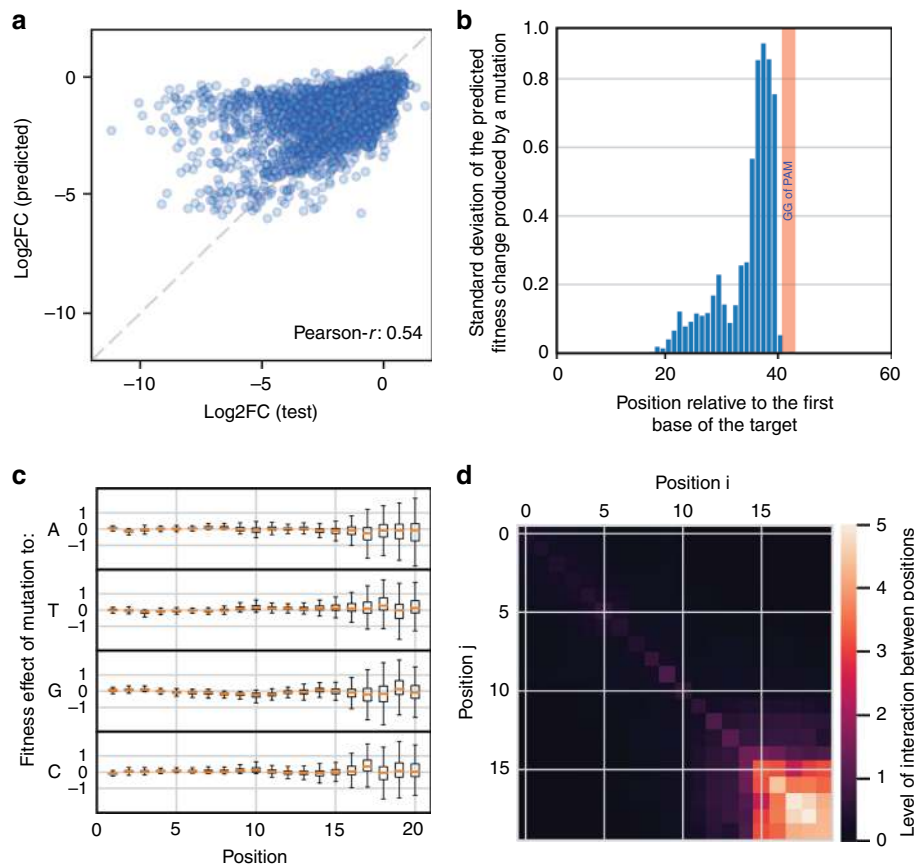 a
Log2FC (predicted)
0
−5
−10
Pearson-r: 0.54
−10
−5
0
Log2FC (test)
b
Standard deviation of the predicted
fitness change produced by a mutation
1.0
0.8
0.6
0.4
0.2
0
GG of PAM
0
20
40
60
Position relative to the first
base of the target
c
Fitness effect of mutation to:
A
1
0
−1
T
1
0
−1
G
1
0
−1
C
1
0
−1
0
5
10
15
20
Position
d
Position i
0
5
10
15
Position j
0
5
10
15
5
4
3
2
1
0
Level of interaction between positions